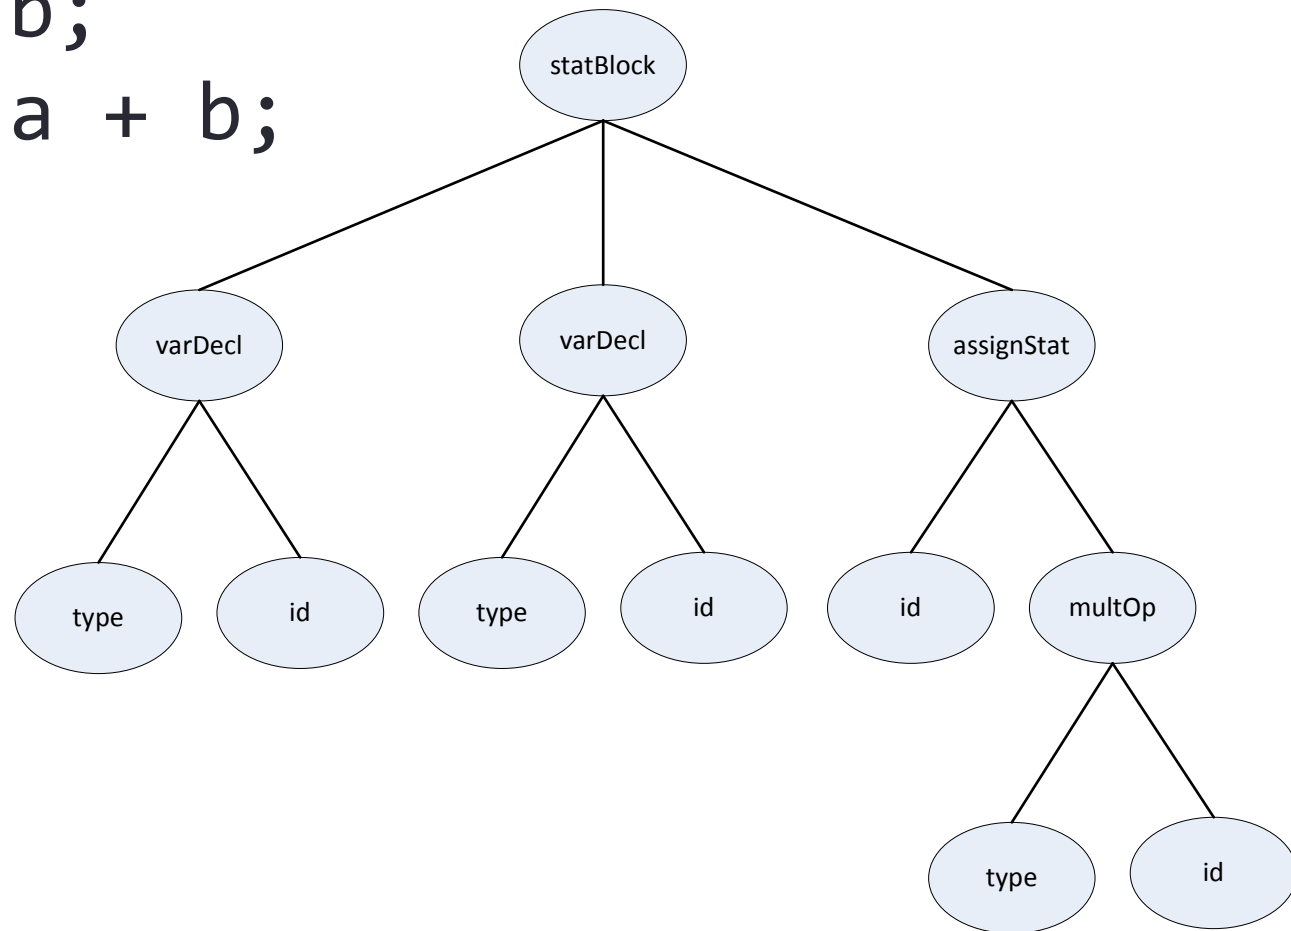 b;
a + b;
statBlock
varDecl
varDecl
assignStat
type
id
type
id
id
multOp
type
id